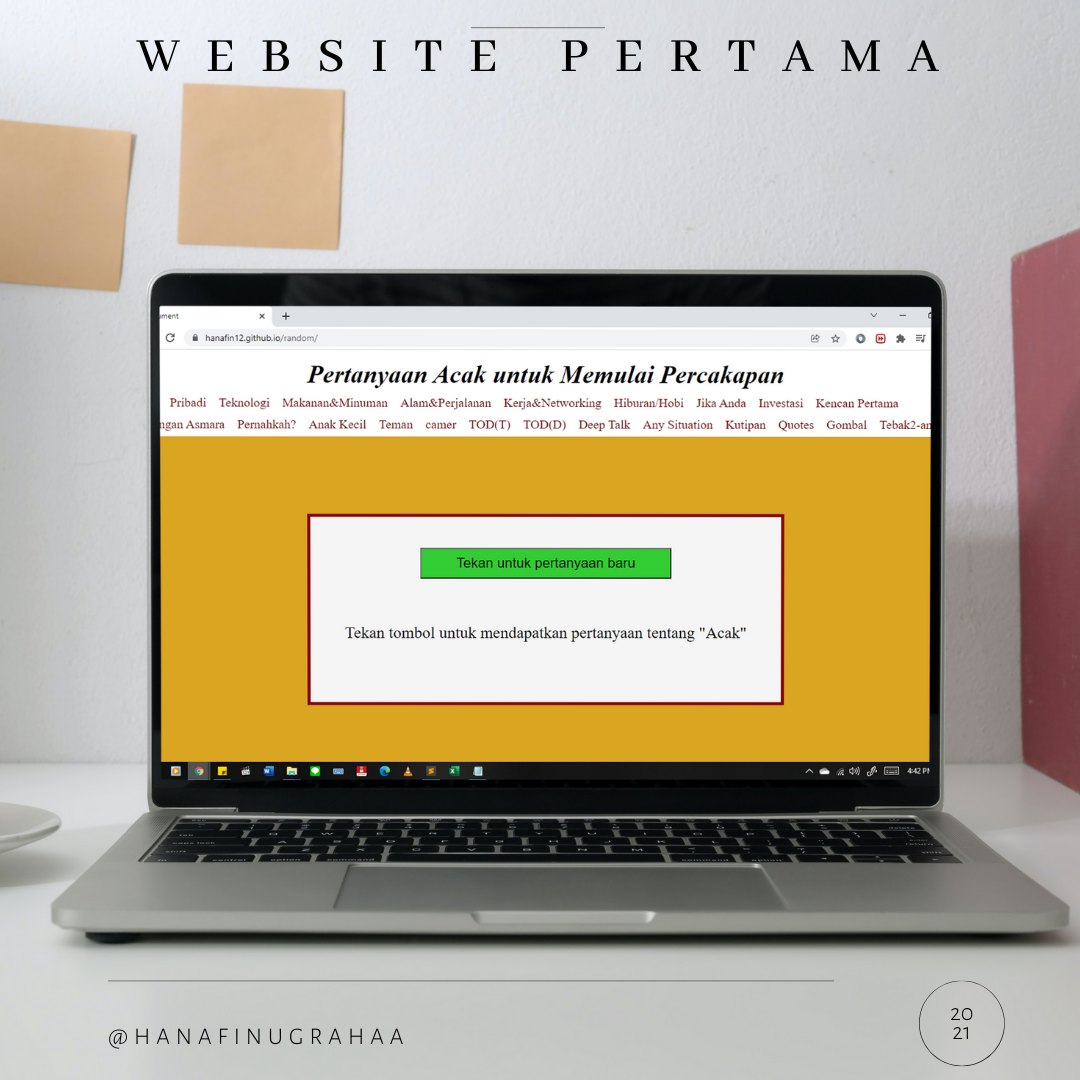 WEBSITE PERTAMA
ument
hanafin12.github.io/random/
Pertanyaan Acak untuk Memulai Percakapan
Pribadi Teknologi Makanan&Minuman Alam&Perjalanan Kerja&Networking Hiburan/Hobi Jika Anda Investasi Kencan Pertama
ngan Asmara Pernahkah? Anak Kecil Teman camer TOD(T) TOD(D) Deep Talk Any Situation Kutipan Quotes Gombal Tebak2-an
Tekan untuk pertanyaan baru
Tekan tombol untuk mendapatkan pertanyaan tentang "Acak"
4:42 PM
@HANAFINUGRAHAA
20
21